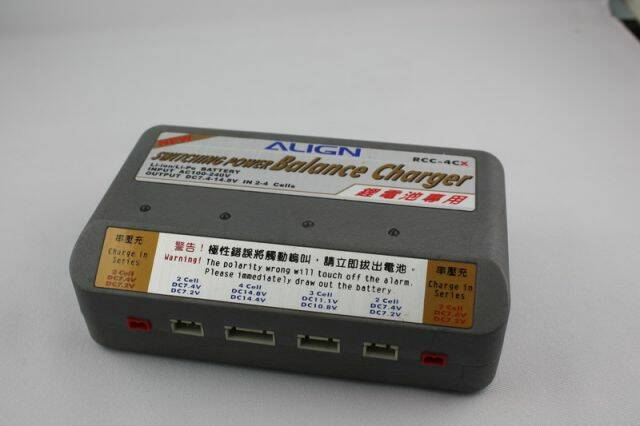 NEW
ALIGN
RCC-4CX
SWITCHING POWER Balance Charger
Li-ion/Li-Po BATTERY
INPUT AC100-240V
OUTPUT DC7.4-14.8V IN 2-4 Cells
鋰電池專用
串壓充
Charge in
Series
2 Cell
DC7.4V
DC7.2V
警告！極性錯誤將觸動鳴叫，請立即拔出電池。
Warning! The polarity wrong will touch off the alarm.
Please immediately draw out the battery
2 Cell
DC7.4V
DC7.2V
4 Cell
DC14.8V
DC14.4V
3 Cell
DC11.1V
DC10.8V
2 Cell
DC7.4V
DC7.2V
串壓充
Charge in
Series
2 Cell
DC7.4V
DC7.2V